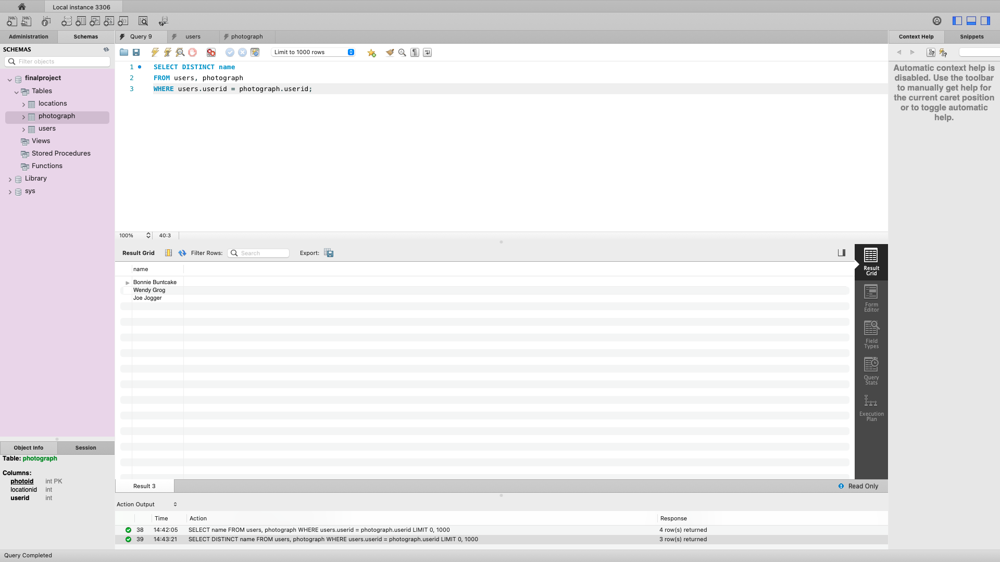 Local instance 3306
Administration
Schemas
Query 9
users
photograph
Context Help
Snippets
SCHEMAS
Filter objects
finalproject
Tables
locations
photograph
users
Views
Stored Procedures
Functions
Library
sys
Limit to 1000 rows
1 SELECT DISTINCT name
2 FROM users, photograph
3 WHERE users.userid = photograph.userid;
Automatic context help is
disabled. Use the toolbar
to manually get help for
the current caret position
or to toggle automatic
help.
100%
40:3
Result Grid
Filter Rows:
Search
Export:
name
Bonnie Buntcake
Wendy Grog
Joe Jogger
Result
Grid
Form
Editor
Field
Types
Query
Stats
Execution
Plan
Object Info
Session
Table: photograph
Columns:
photoid int PK
locationid int
userid int
Result 3
Read Only
Action Output
Time Action Response
38 14:42:05 SELECT name FROM users, photograph WHERE users.userid = photograph.userid LIMIT 0, 1000 4 row(s) returned
39 14:43:21 SELECT DISTINCT name FROM users, photograph WHERE users.userid = photograph.userid LIMIT 0, 1000 3 row(s) returned
Query Completed